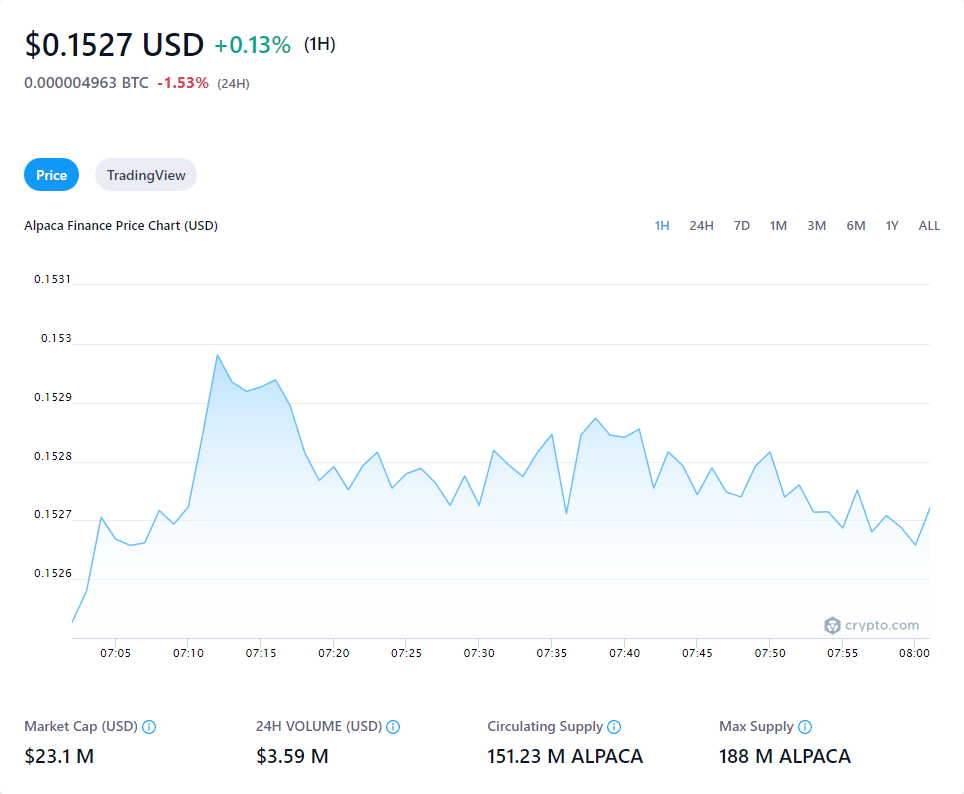 $0.1527 USD +0.13% (1H)
0.000004963 BTC -1.53% (24H)
Price TradingView
Alpaca Finance Price Chart (USD) 1H 24H 7D 1M 3M 6M 1Y ALL
0.1531
0.153
0.1529
0.1528
0.1527
0.1526
crypto.com
07:05 07:10 07:15 07:20 07:25 07:30 07:35 07:40 07:45 07:50 07:55 08:00
Market Cap (USD) 24H VOLUME (USD) Circulating Supply Max Supply
$23.1 M $3.59 M 151.23 M ALPACA 188 M ALPACA